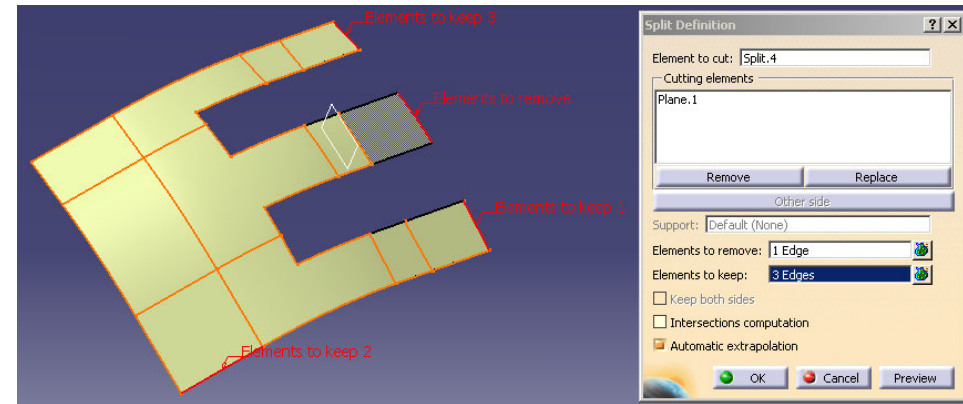 Elements to keep 3
Elements to remove
Elements to keep 1
Elements to keep 2
Split Definition
Element to cut: Split.4
Cutting elements
Plane.1
Remove Replace
Other side
Support: Default (None)
Elements to remove: 1 Edge
Elements to keep: 3 Edges
Keep both sides
Intersections computation
Automatic extrapolation
OK Cancel Preview